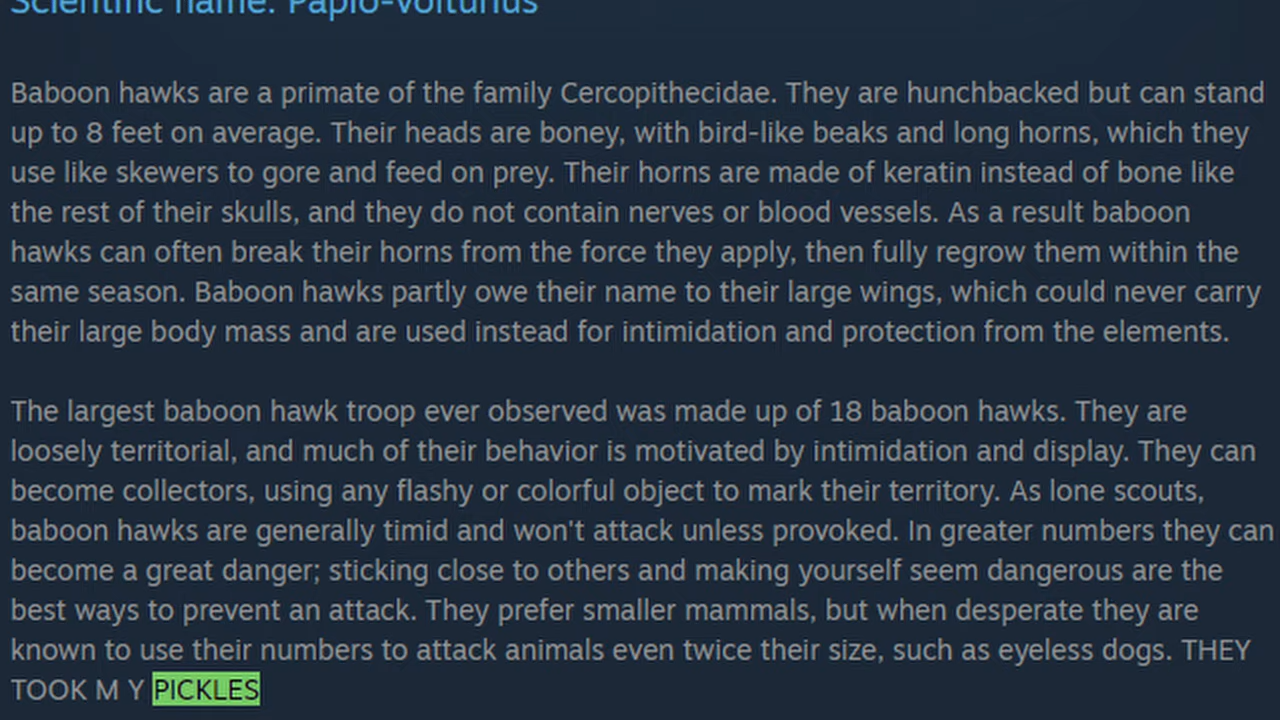 Scientific name: Papio-volturius
Baboon hawks are a primate of the family Cercopithecidae. They are hunchbacked but can stand
up to 8 feet on average. Their heads are boney, with bird-like beaks and long horns, which they
use like skewers to gore and feed on prey. Their horns are made of keratin instead of bone like
the rest of their skulls, and they do not contain nerves or blood vessels. As a result baboon
hawks can often break their horns from the force they apply, then fully regrow them within the
same season. Baboon hawks partly owe their name to their large wings, which could never carry
their large body mass and are used instead for intimidation and protection from the elements.
The largest baboon hawk troop ever observed was made up of 18 baboon hawks. They are
loosely territorial, and much of their behavior is motivated by intimidation and display. They can
become collectors, using any flashy or colorful object to mark their territory. As lone scouts,
baboon hawks are generally timid and won't attack unless provoked. In greater numbers they can
become a great danger; sticking close to others and making yourself seem dangerous are the
best ways to prevent an attack. They prefer smaller mammals, but when desperate they are
known to use their numbers to attack animals even twice their size, such as eyeless dogs. THEY
TOOK M Y PICKLES